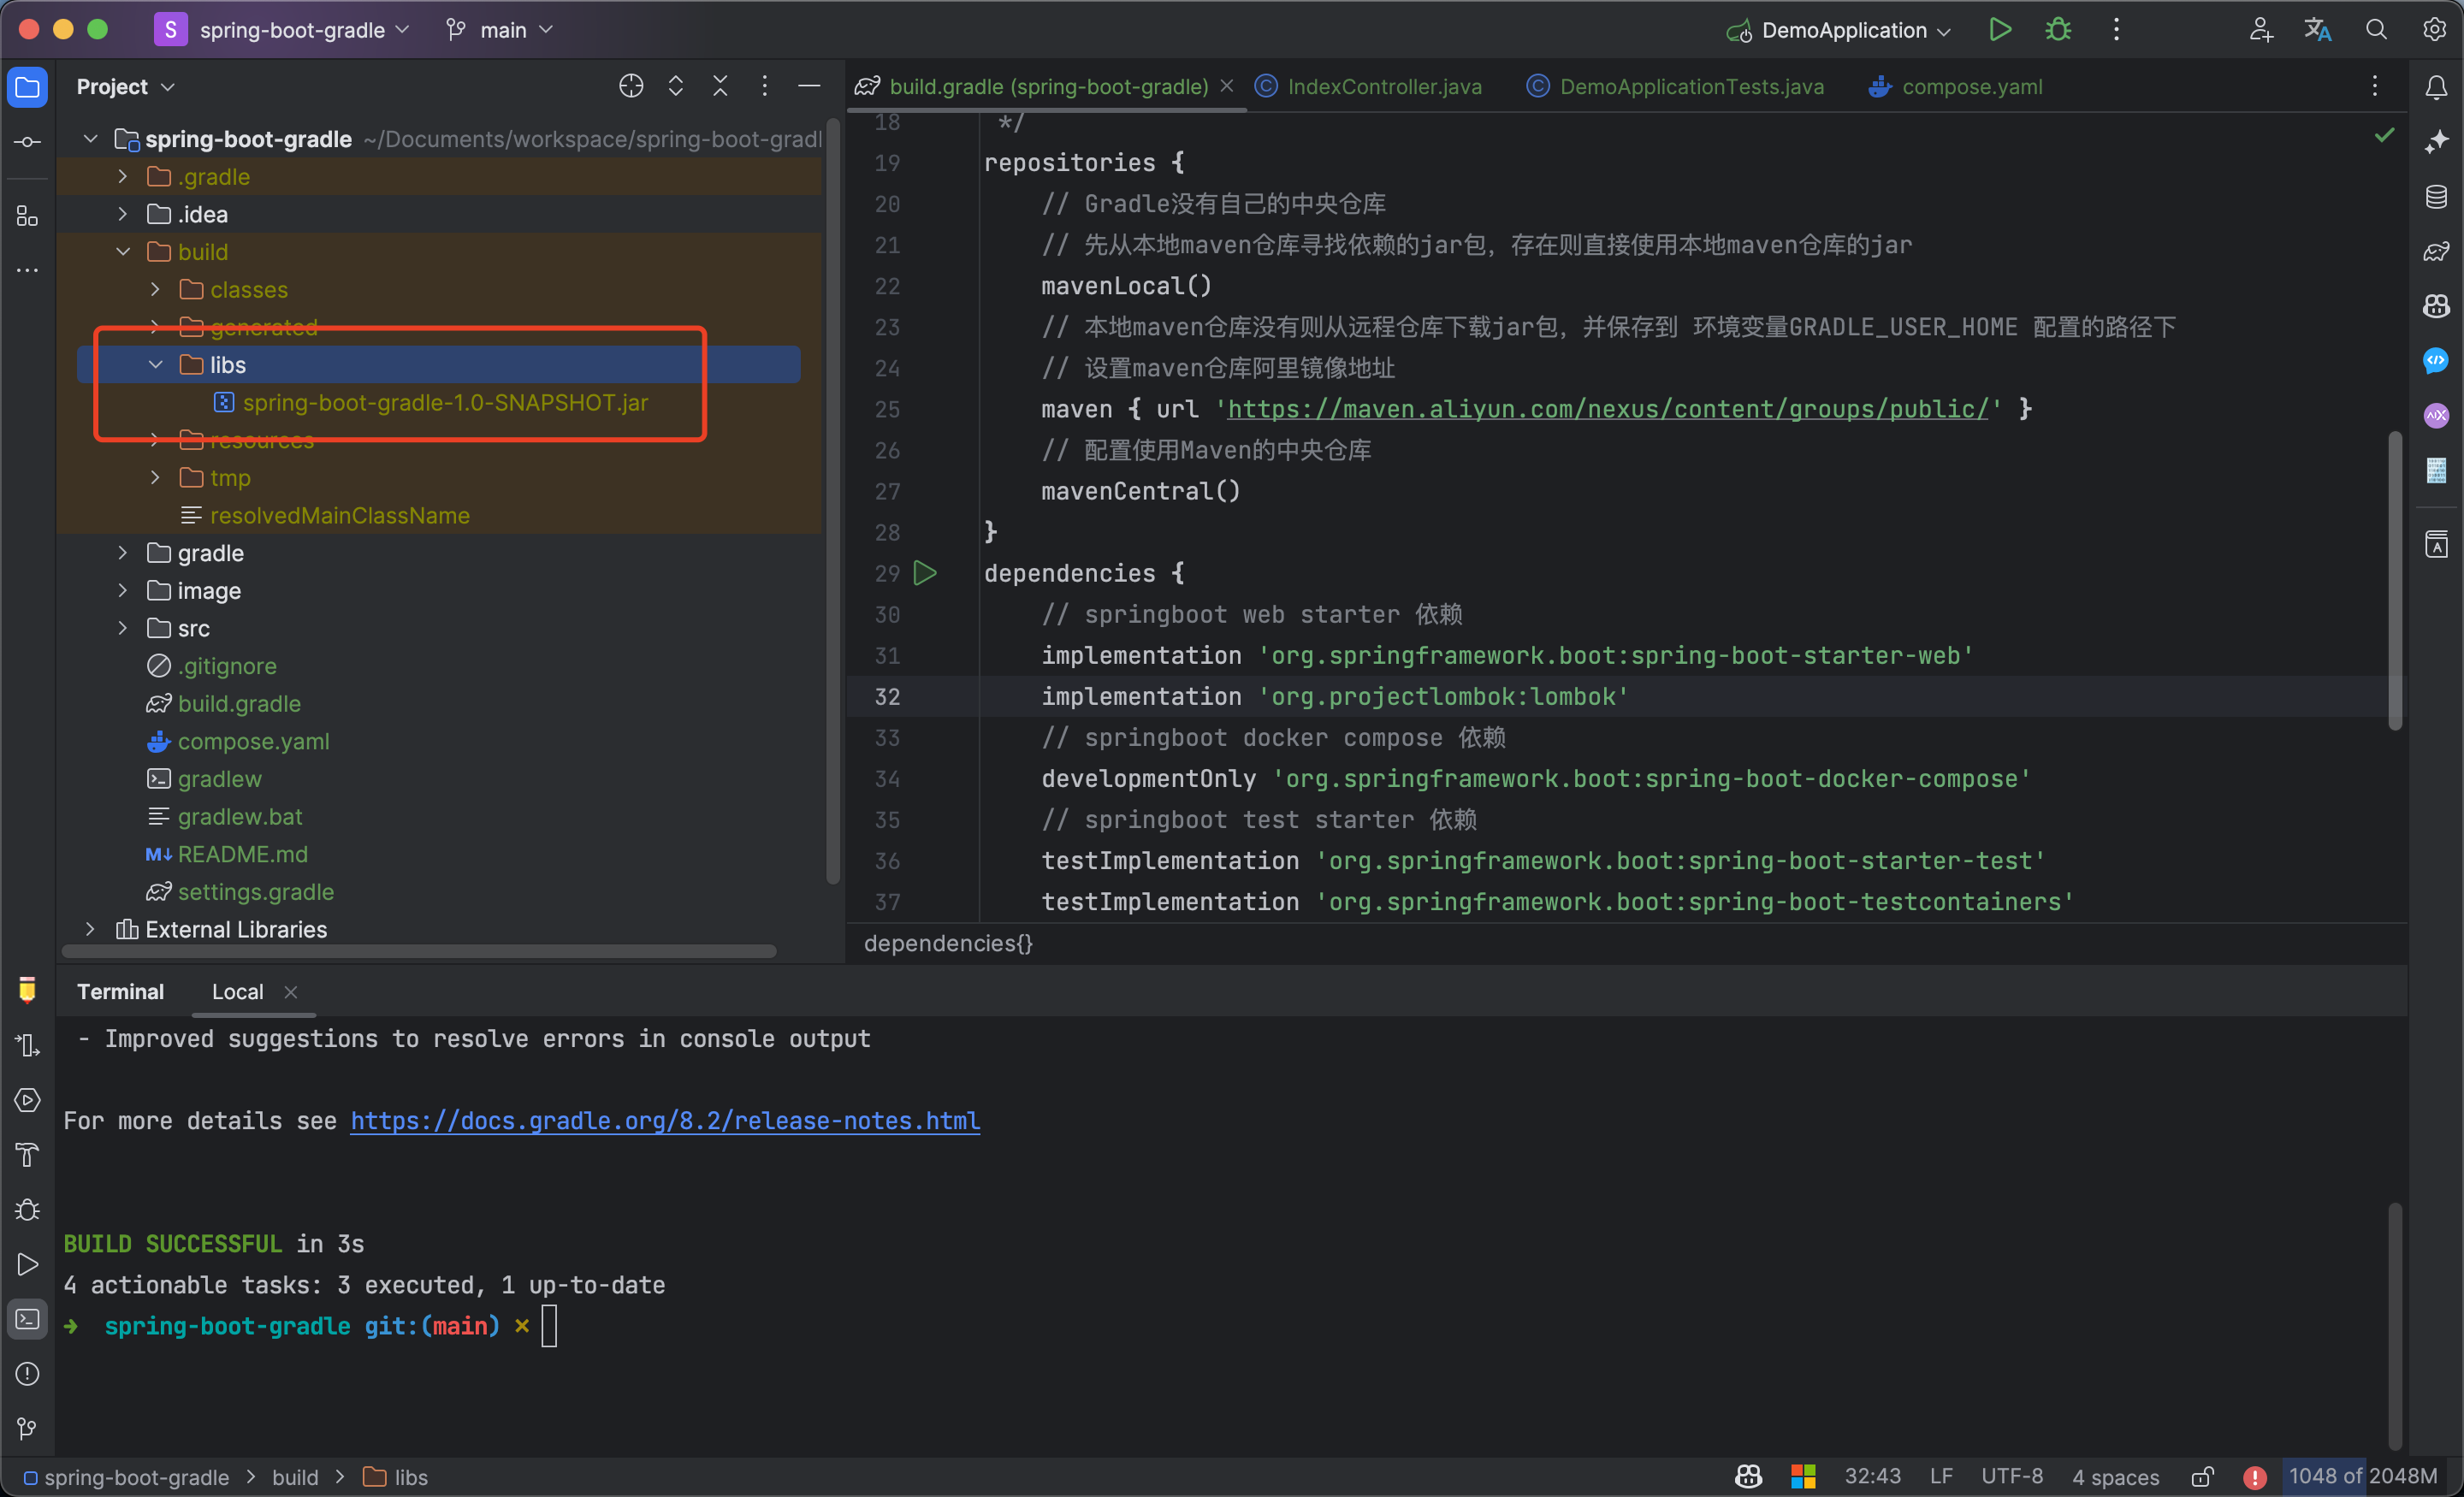 S spring-boot-gradle main DemoApplication
Project
spring-boot-gradle ~/Documents/workspace/spring-boot-gradl
.gradle
.idea
build
classes
generated
libs
spring-boot-gradle-1.0-SNAPSHOT.jar
resources
tmp
resolvedMainClassName
gradle
image
src
.gitignore
build.gradle
compose.yaml
gradlew
gradlew.bat
M↓ README.md
settings.gradle
External Libraries
build.gradle (spring-boot-gradle) IndexController.java DemoApplicationTests.java compose.yaml
18 */
19 repositories {
20 // Gradle没有自己的中央仓库
21 // 先从本地maven仓库寻找依赖的jar包，存在则直接使用本地maven仓库的jar
22 mavenLocal()
23 // 本地maven仓库没有则从远程仓库下载jar包，并保存到 环境变量GRADLE_USER_HOME 配置的路径下
24 // 设置maven仓库阿里镜像地址
25 maven { url 'https://maven.aliyun.com/nexus/content/groups/public/' }
26 // 配置使用Maven的中央仓库
27 mavenCentral()
28 }
29 dependencies {
30 // springboot web starter 依赖
31 implementation 'org.springframework.boot:spring-boot-starter-web'
32 implementation 'org.projectlombok:lombok'
33 // springboot docker compose 依赖
34 developmentOnly 'org.springframework.boot:spring-boot-docker-compose'
35 // springboot test starter 依赖
36 testImplementation 'org.springframework.boot:spring-boot-starter-test'
37 testImplementation 'org.springframework.boot:spring-boot-testcontainers'
dependencies{}
Terminal Local
- Improved suggestions to resolve errors in console output
For more details see https://docs.gradle.org/8.2/release-notes.html
BUILD SUCCESSFUL in 3s
4 actionable tasks: 3 executed, 1 up-to-date
➜ spring-boot-gradle git:(main) ✗
spring-boot-gradle > build > libs 32:43 LF UTF-8 4 spaces 1048 of 2048M